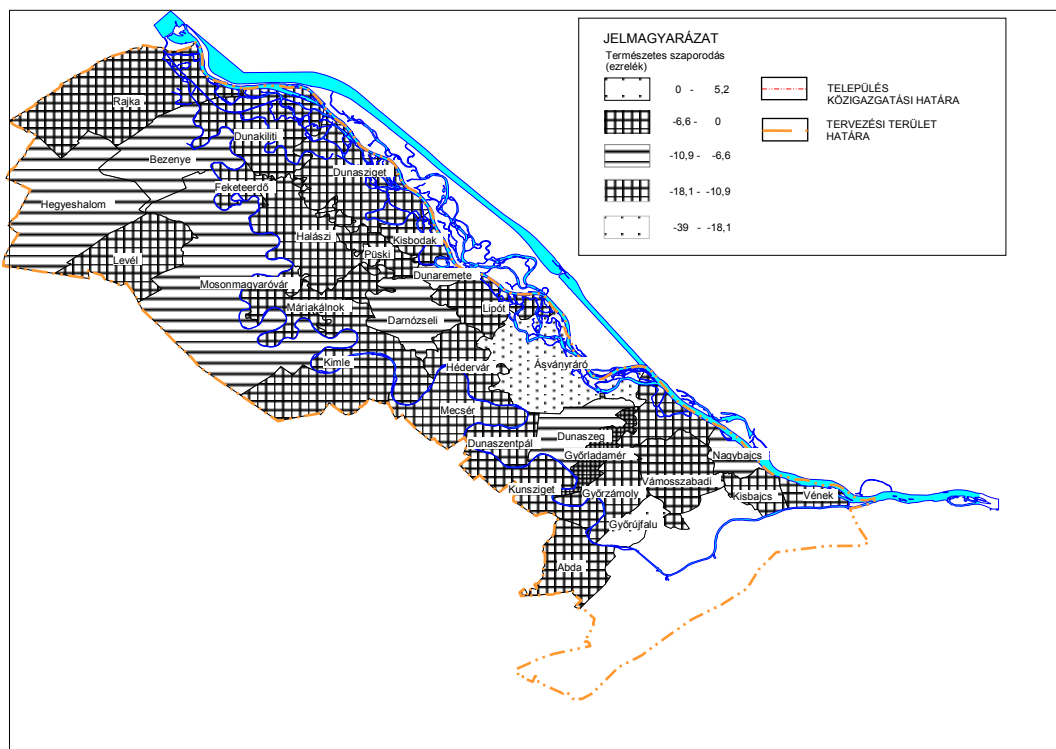 JELMAGYARÁZAT
Természetes szaporodás
(ezrelék)
0 - 5,2
-6,6 - 0
-10,9 - -6,6
-18,1 - -10,9
-39 - -18,1
TELEPÜLÉS
KÖZIGAZGATÁSI HATÁRA
TERVEZÉSI TERÜLET
HATÁRA
Rajka
Dunakiliti
Bezenye
Dunasziget
Feketeerdő
Hegyeshalom
Halászi
Kisbodak
Püski
Levél
Dunaremete
Mosonmagyaróvár
Máriakálnok
Lipót
Darnózseli
Kimle
Hédervár
Ásványráró
Mecsér
Dunaszentpál
Dunaszeg
Győrladamér
Nagybajcs
Vámosszabadi
Kunsziget
Győrzámoly
Kisbajcs
Vének
Győrújfalu
Abda